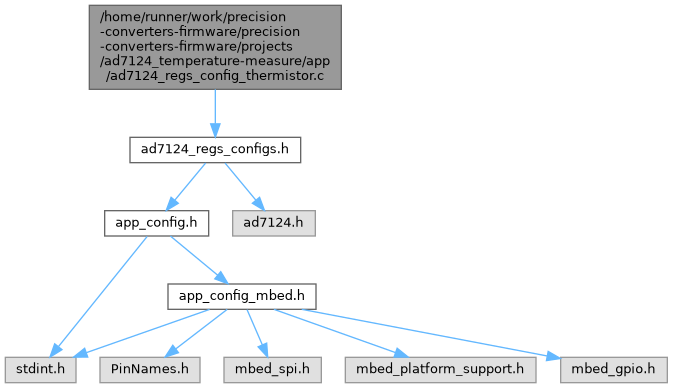 /home/runner/work/precision
-converters-firmware/precision
-converters-firmware/projects
/ad7124_temperature-measure/app
/ad7124_regs_config_thermistor.c
ad7124_regs_configs.h
app_config.h
ad7124.h
app_config_mbed.h
stdint.h
PinNames.h
mbed_spi.h
mbed_platform_support.h
mbed_gpio.h